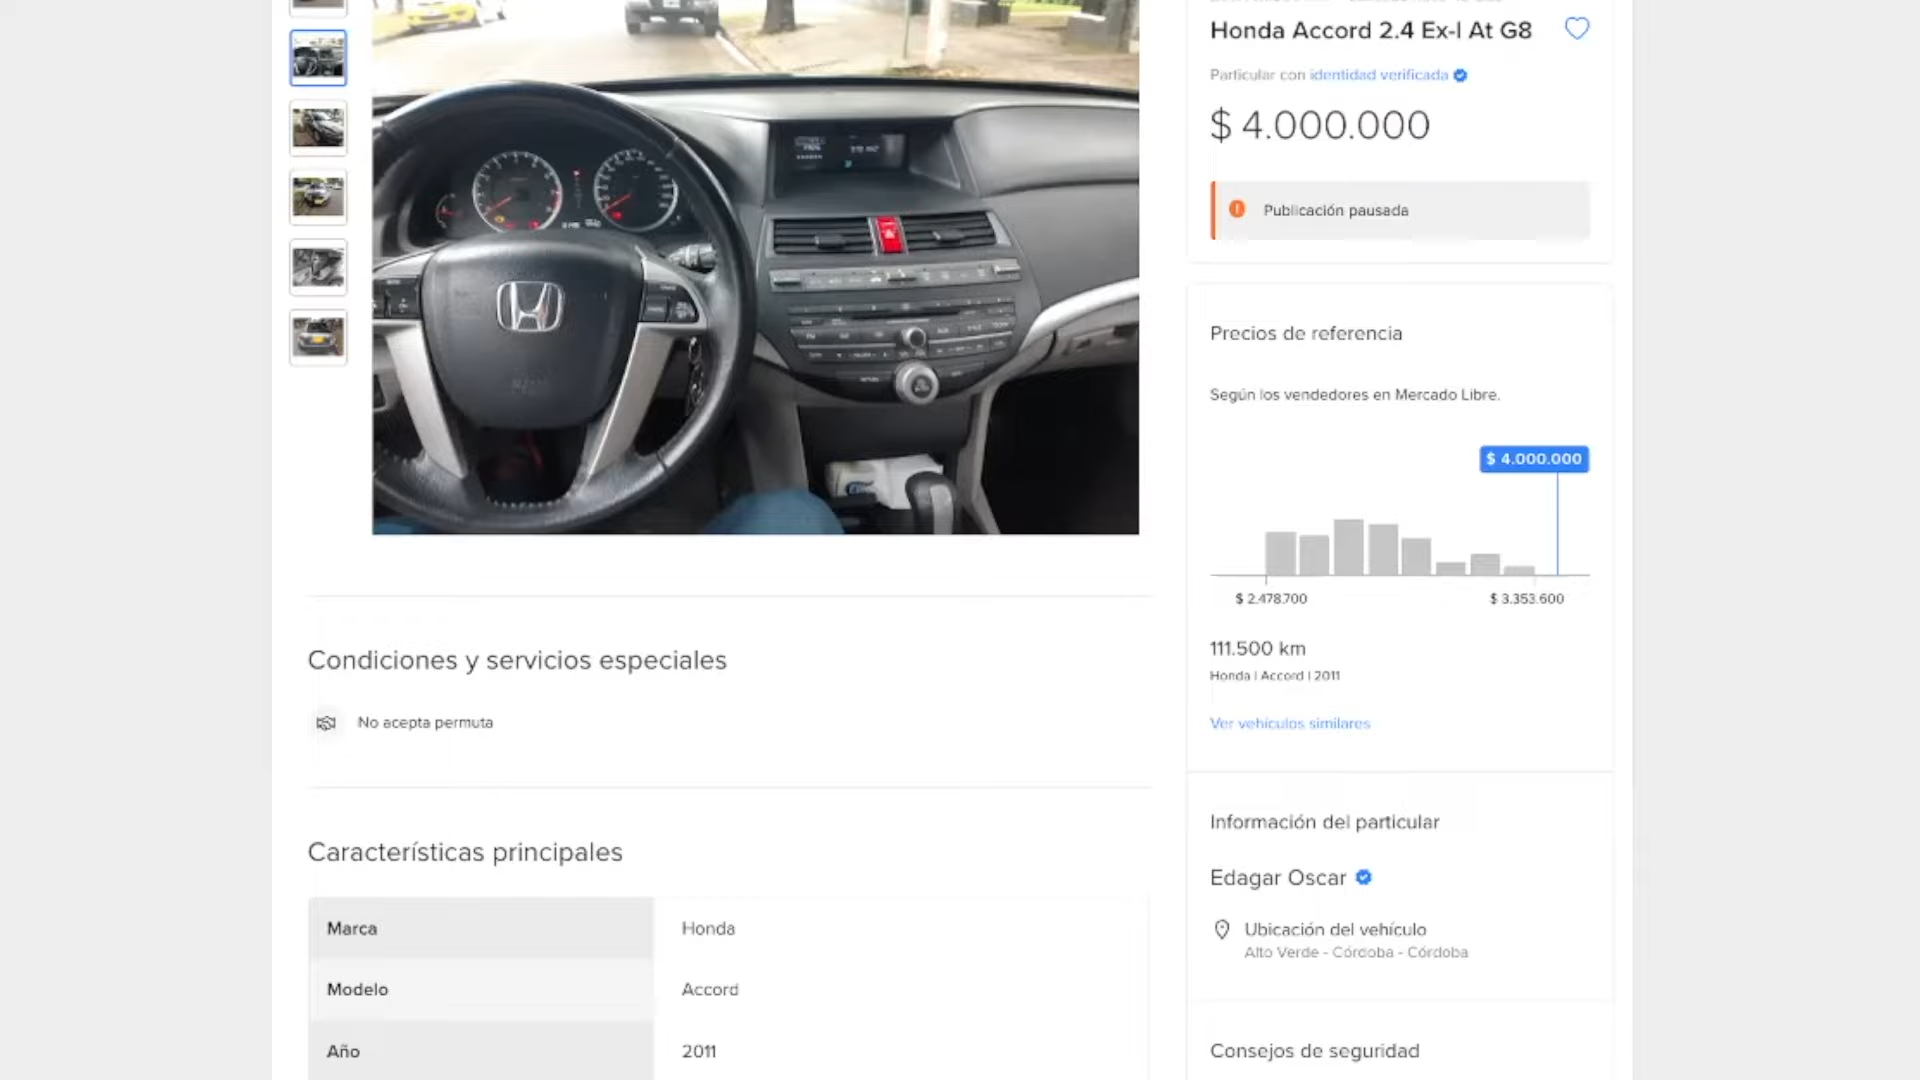 Honda Accord 2.4 Ex-l At G8
Particular con identidad verificada
$ 4.000.000
Publicación pausada
Precios de referencia
Según los vendedores en Mercado Libre.
$ 4.000.000
$ 2.478.700
$ 3.353.600
111.500 km
Honda | Accord | 2011
Ver vehículos similares
Condiciones y servicios especiales
No acepta permuta
Características principales
Marca
Honda
Modelo
Accord
Año
2011
Información del particular
Edagar Oscar
Ubicación del vehículo
Alto Verde - Córdoba - Córdoba
Consejos de seguridad